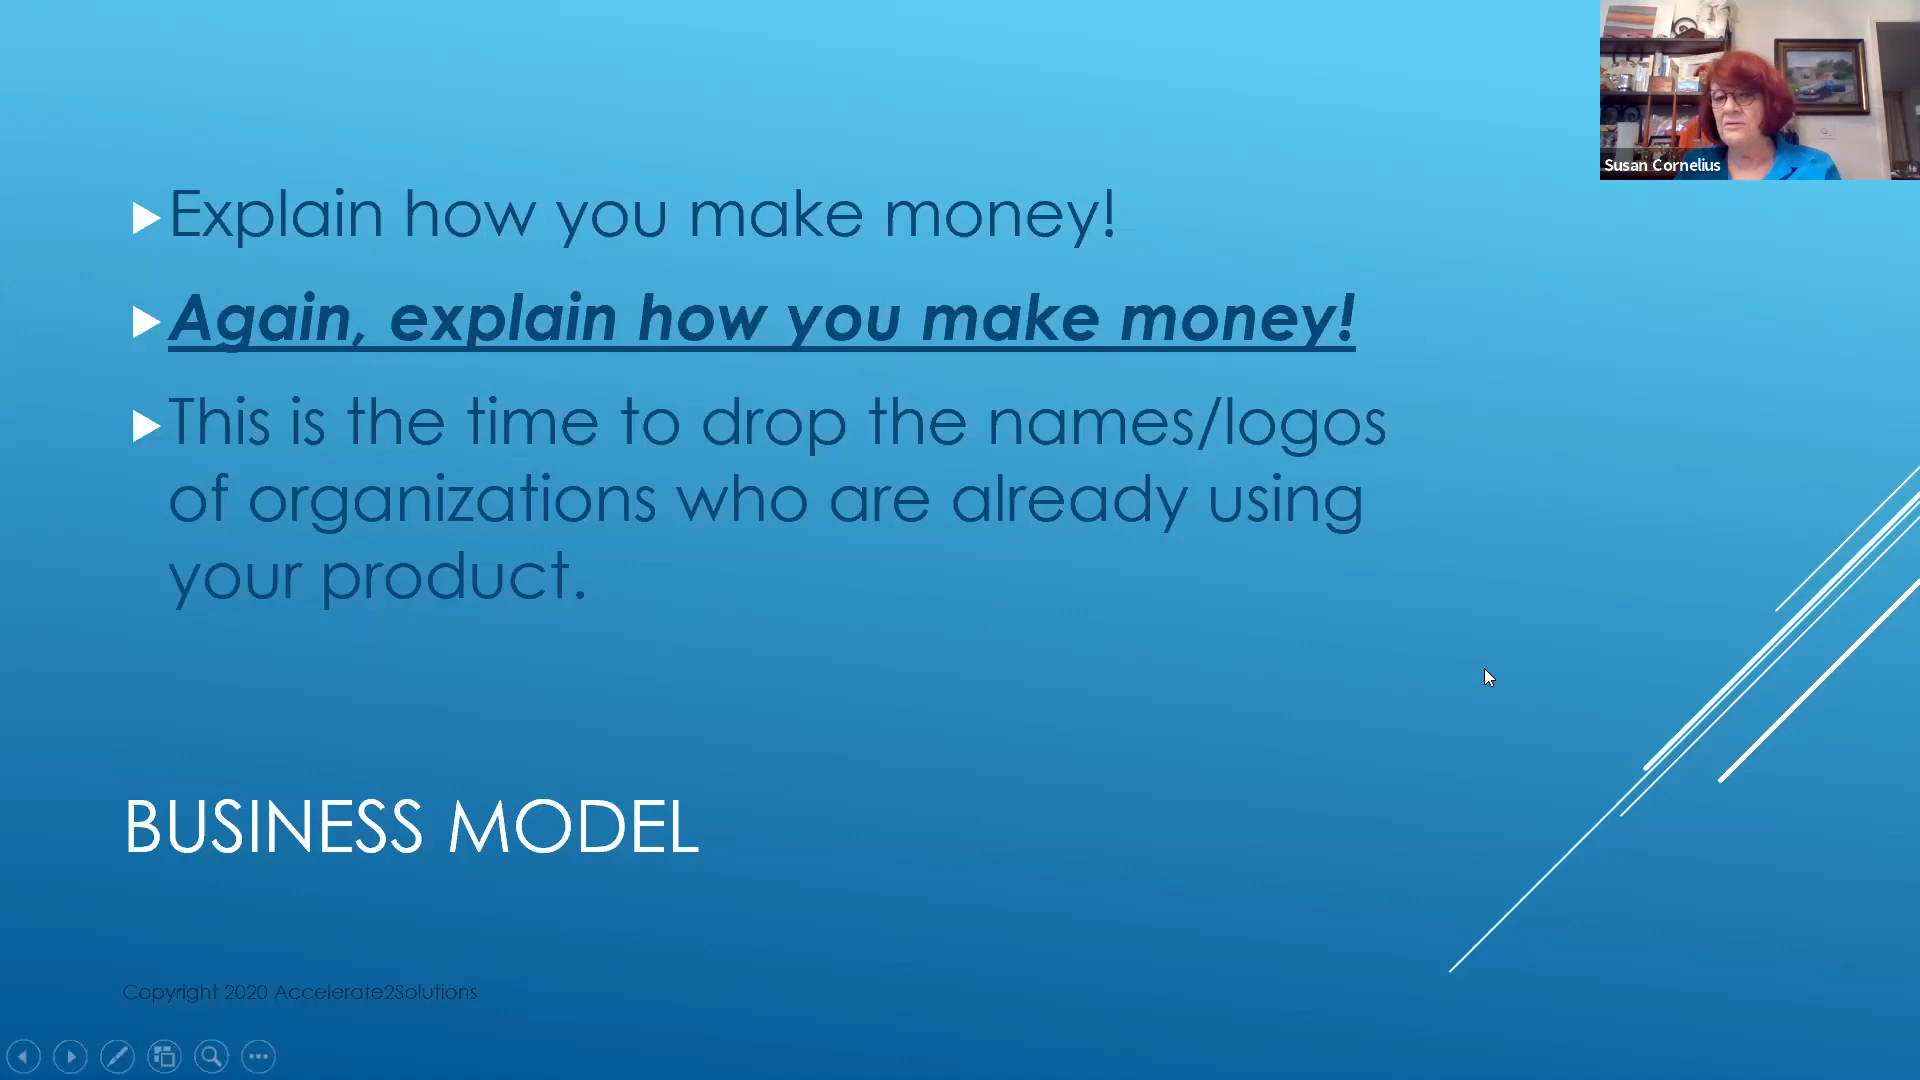 Susan Cornelius
Explain how you make money!
Again, explain how you make money!
This is the time to drop the names/logos
of organizations who are already using
your product.
BUSINESS MODEL
Copyright 2020 Accelerate2Solutions